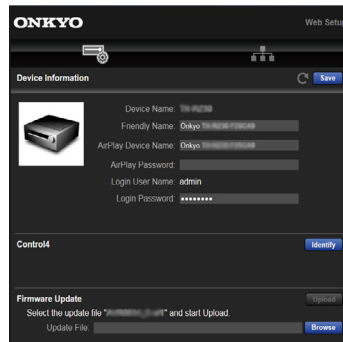 ONKYO
Web Setup
Device Information
Save
Device Name:
Friendly Name: Onkyo
AirPlay Device Name: Onkyo
AirPlay Password:
Login User Name: admin
Login Password: ••••••••
Control4
Identify
Firmware Update
Upload
Select the update file " " and start Upload.
Update File:
Browse